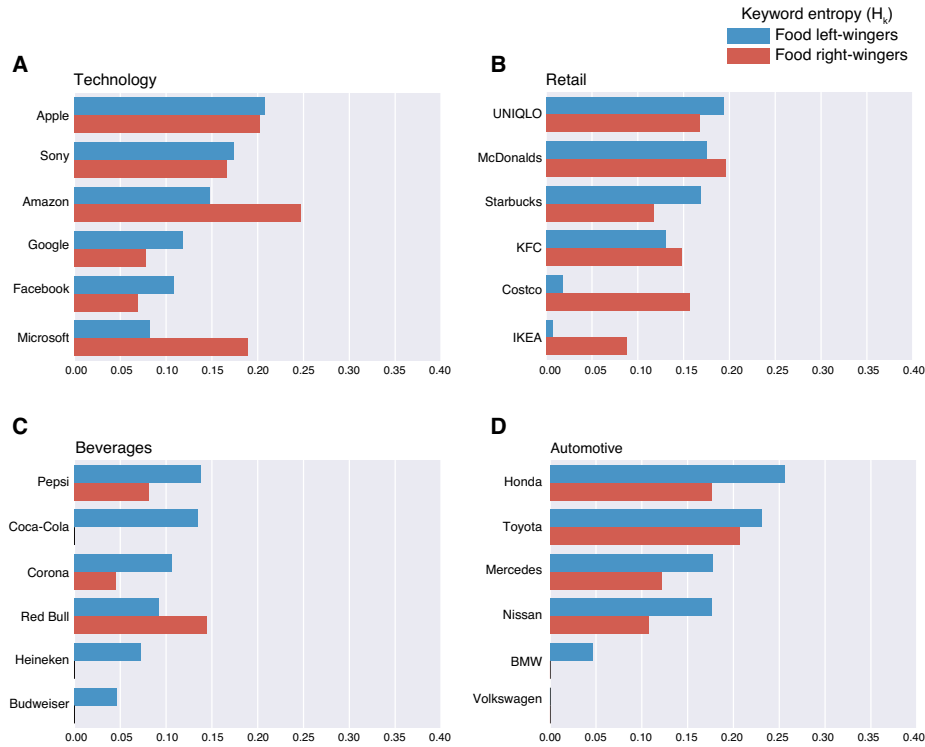 Keyword entropy (Hk)
Food left-wingers
Food right-wingers
A
Technology
Apple
Sony
Amazon
Google
Facebook
Microsoft
0.00 0.05 0.10 0.15 0.20 0.25 0.30 0.35 0.40
B
Retail
UNIQLO
McDonalds
Starbucks
KFC
Costco
IKEA
0.00 0.05 0.10 0.15 0.20 0.25 0.30 0.35 0.40
C
Beverages
Pepsi
Coca-Cola
Corona
Red Bull
Heineken
Budweiser
0.00 0.05 0.10 0.15 0.20 0.25 0.30 0.35 0.40
D
Automotive
Honda
Toyota
Mercedes
Nissan
BMW
Volkswagen
0.00 0.05 0.10 0.15 0.20 0.25 0.30 0.35 0.40